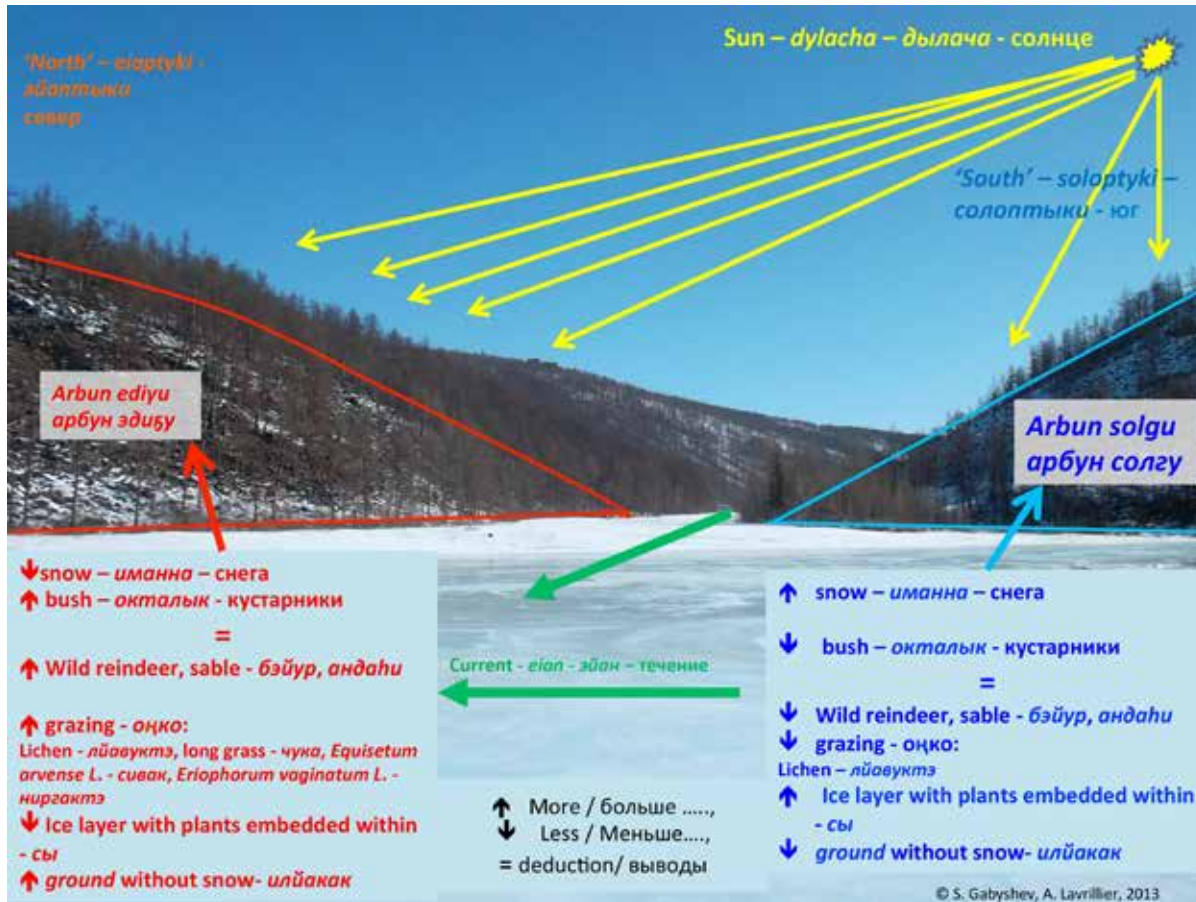 Sun – dylacha – дылача - солнце
'North' – eiaptyki -
эйаптыки
север
'South' – soloptyki –
солоптыки - юг
Arbun ediyu
арбун эдиӄу
Arbun solgu
арбун солгу
snow – иманна – снега
↑ bush – окталык - кустарники
=
↑ Wild reindeer, sable - бэйур, андаһи
↑ grazing - оӈко:
Lichen - лйавуктэ, long grass - чука, Equisetum
arvense L. - сивак, Eriophorum vaginatum L. -
ниргактэ
↓ Ice layer with plants embedded within
- сы
↑ ground without snow- илйакак
Current - eian - эйан – течение
↑ More / больше .....,
↓ Less / Меньше....,
= deduction/ выводы
↑ snow – иманна – снега
↓ bush – окталык - кустарники
=
↓ Wild reindeer, sable - бэйур, андаһи
↓ grazing - оӈко:
Lichen – лйавуктэ
↑ Ice layer with plants embedded within
- сы
↓ ground without snow- илйакак
© S. Gabyshev, A. Lavrillier, 2013